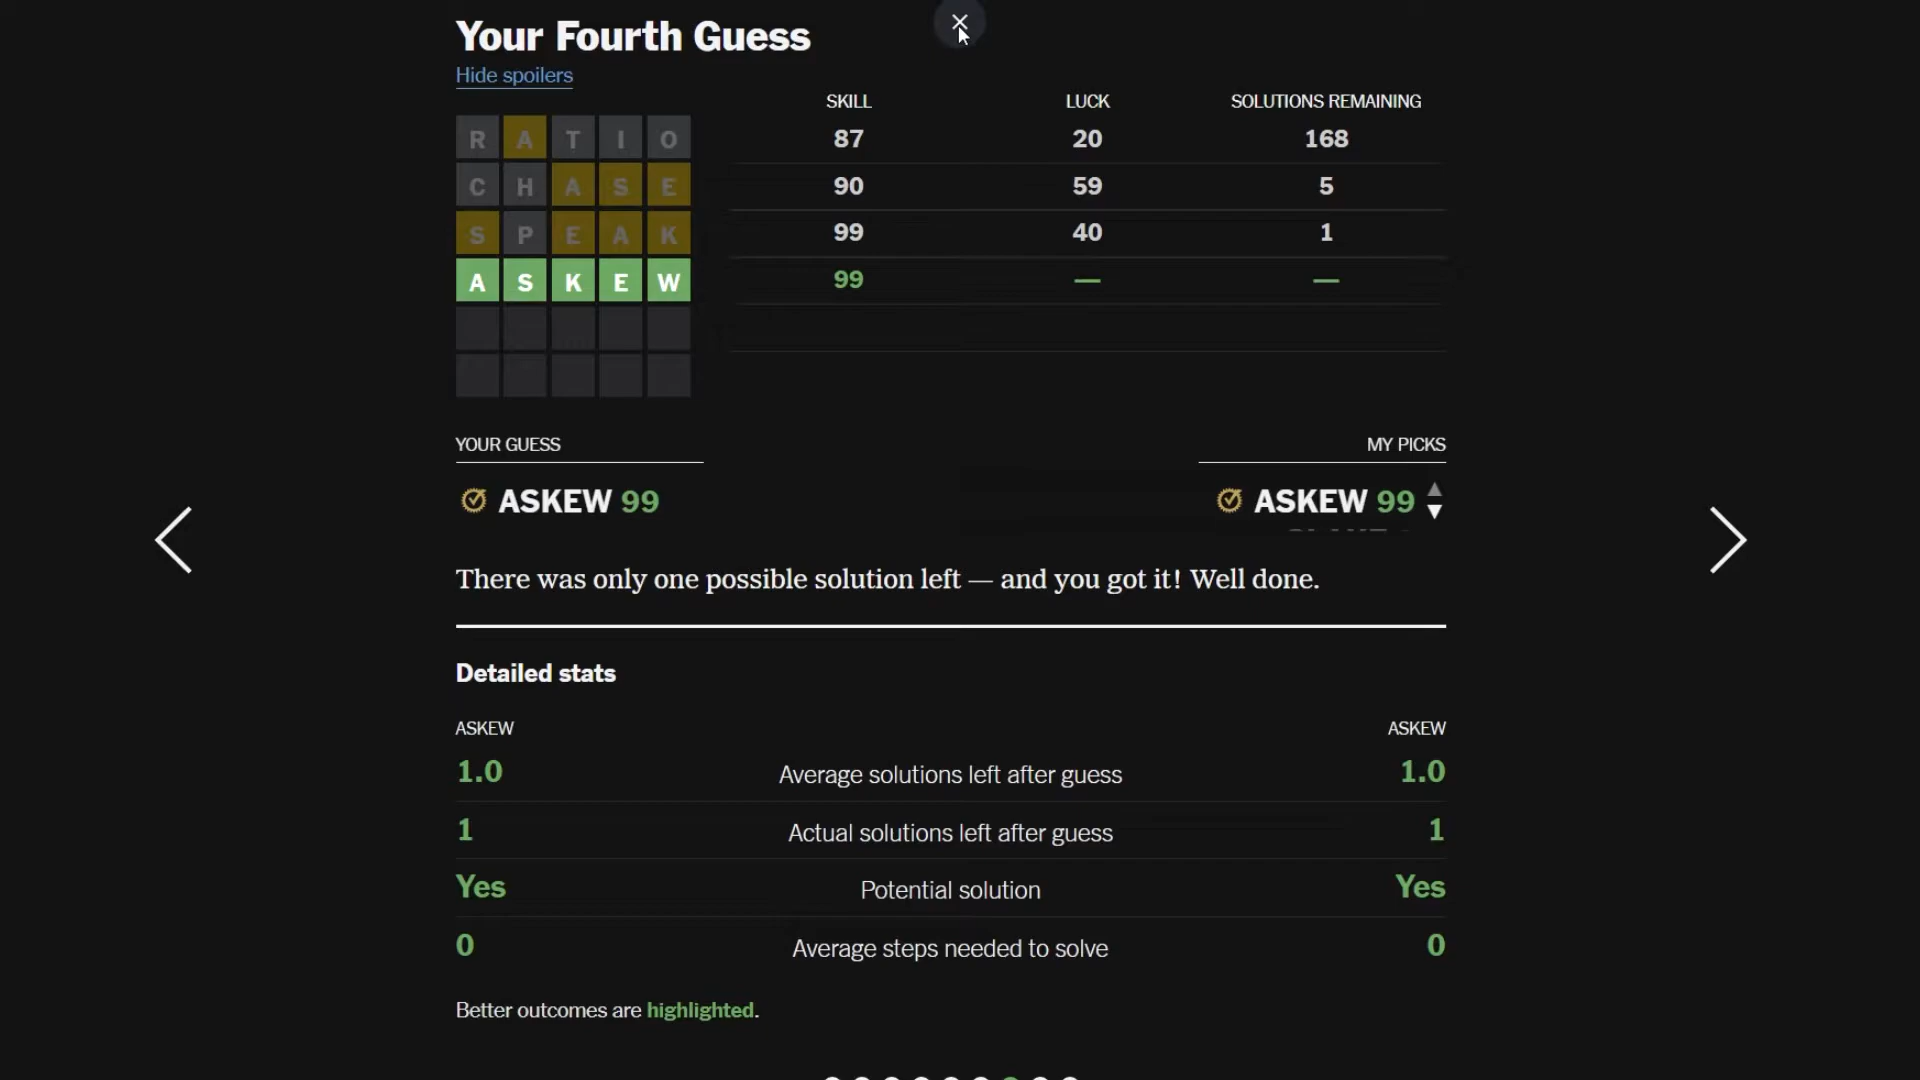 Your Fourth Guess
Hide spoilers
SKILL LUCK SOLUTIONS REMAINING
R A T I O 87 20 168
C H A S E 90 59 5
S P E A K 99 40 1
A S K E W 99 — —
YOUR GUESS MY PICKS
ASKEW 99 ASKEW 99
There was only one possible solution left — and you got it! Well done.
Detailed stats
ASKEW ASKEW
1.0 Average solutions left after guess 1.0
1 Actual solutions left after guess 1
Yes Potential solution Yes
0 Average steps needed to solve 0
Better outcomes are highlighted.